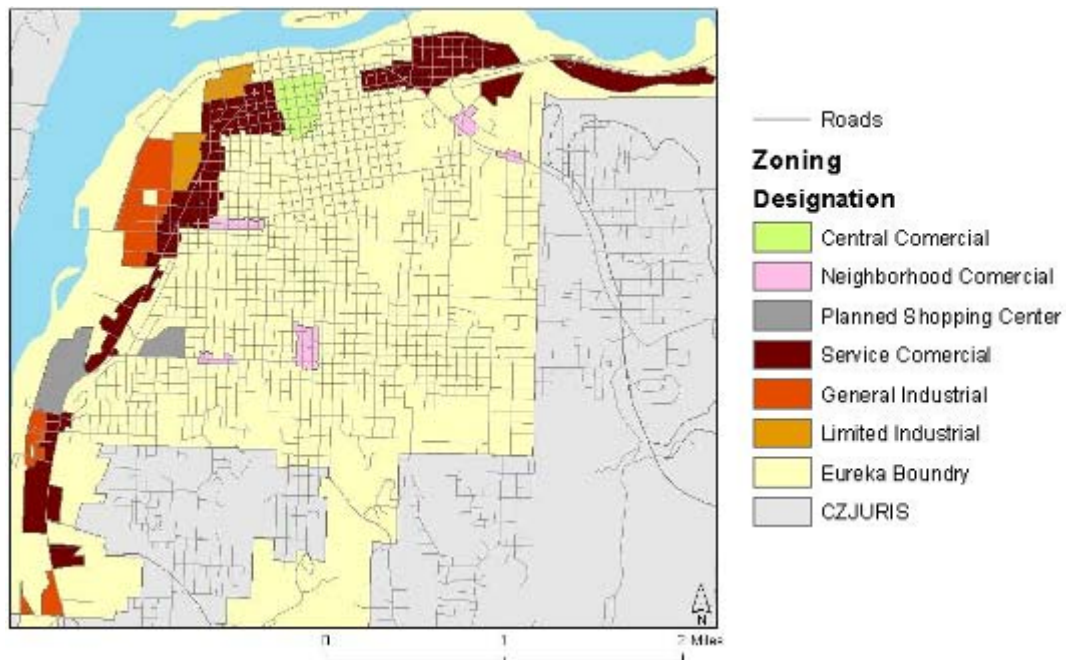 Roads
Zoning
Designation
Central Comercial
Neighborhood Comercial
Planned Shopping Center
Service Comercial
General Industrial
Limited Industrial
Eureka Boundry
CZJURIS
N
0 1 2 Miles